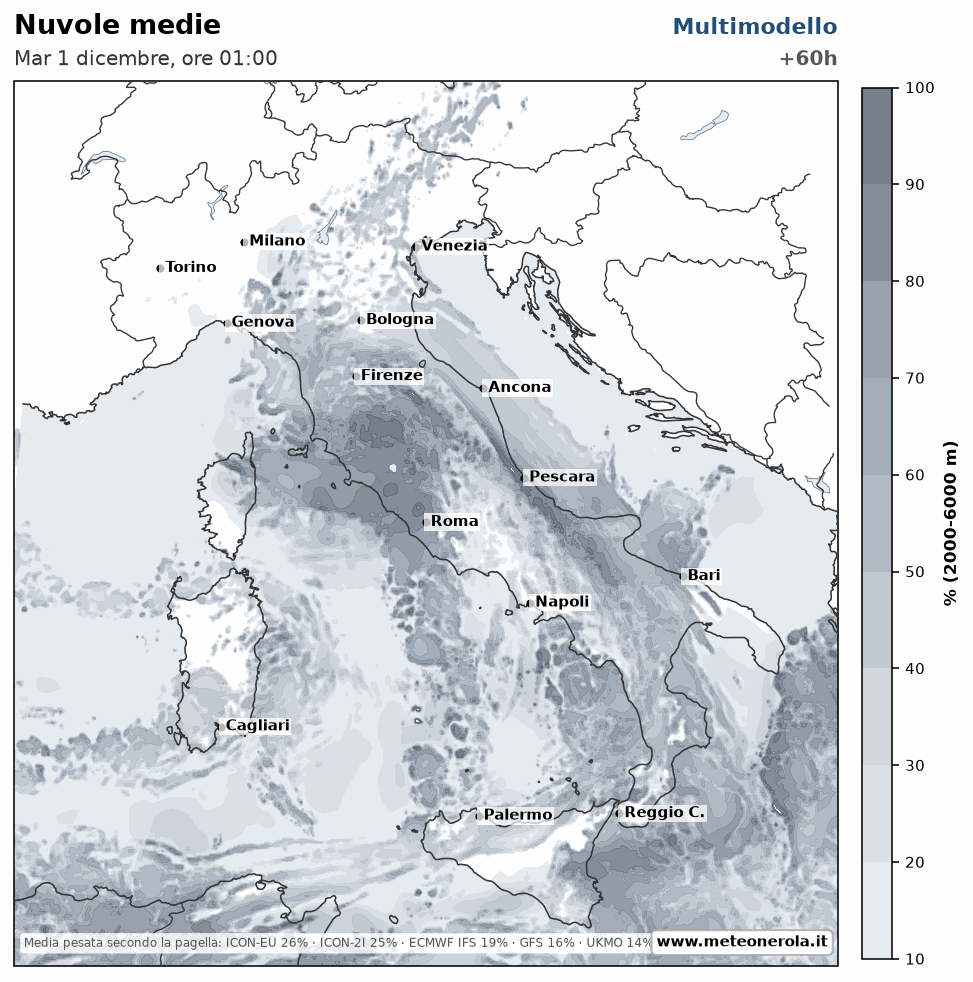 Nuvole medie
Multimodello
Mar 1 dicembre, ore 01:00
+60h
100
90
80
70
60
50
40
30
20
10
% (2000-6000 m)
Milano
Venezia
Torino
Genova
Bologna
Firenze
Ancona
Pescara
Roma
Bari
Napoli
Cagliari
Palermo
Reggio C.
Media pesata secondo la pagella: ICON-EU 26% · ICON-2I 25% · ECMWF IFS 19% · GFS 16% · UKMO 14%
www.meteonerola.it